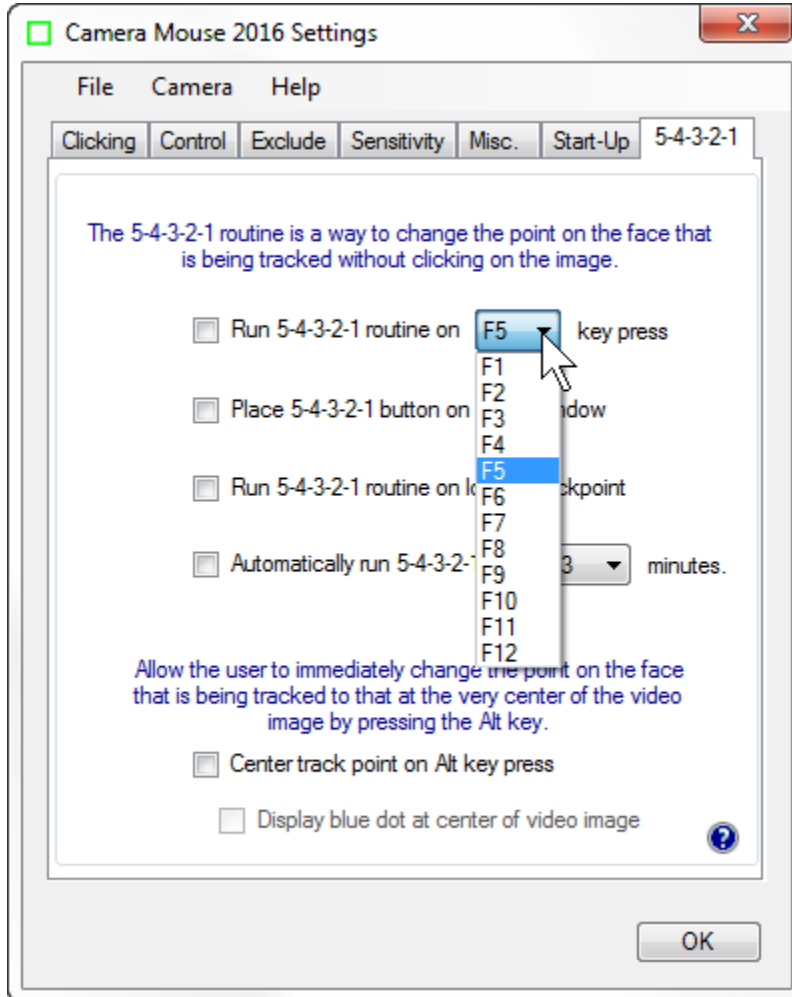 Camera Mouse 2016 Settings
File Camera Help
Clicking Control Exclude Sensitivity Misc. Start-Up 5-4-3-2-1
The 5-4-3-2-1 routine is a way to change the point on the face that
is being tracked without clicking on the image.
Run 5-4-3-2-1 routine on F5 key press
F1
F2
F3
F4
F5
F6
F7
F8
F9
F10
F11
F12
Place 5-4-3-2-1 button on
Run 5-4-3-2-1 routine on
Automatically run 5-4-3-2- 3 minutes.
Allow the user to immediately change the point on the face
that is being tracked to that at the very center of the video
image by pressing the Alt key.
Center track point on Alt key press
Display blue dot at center of video image
?
OK